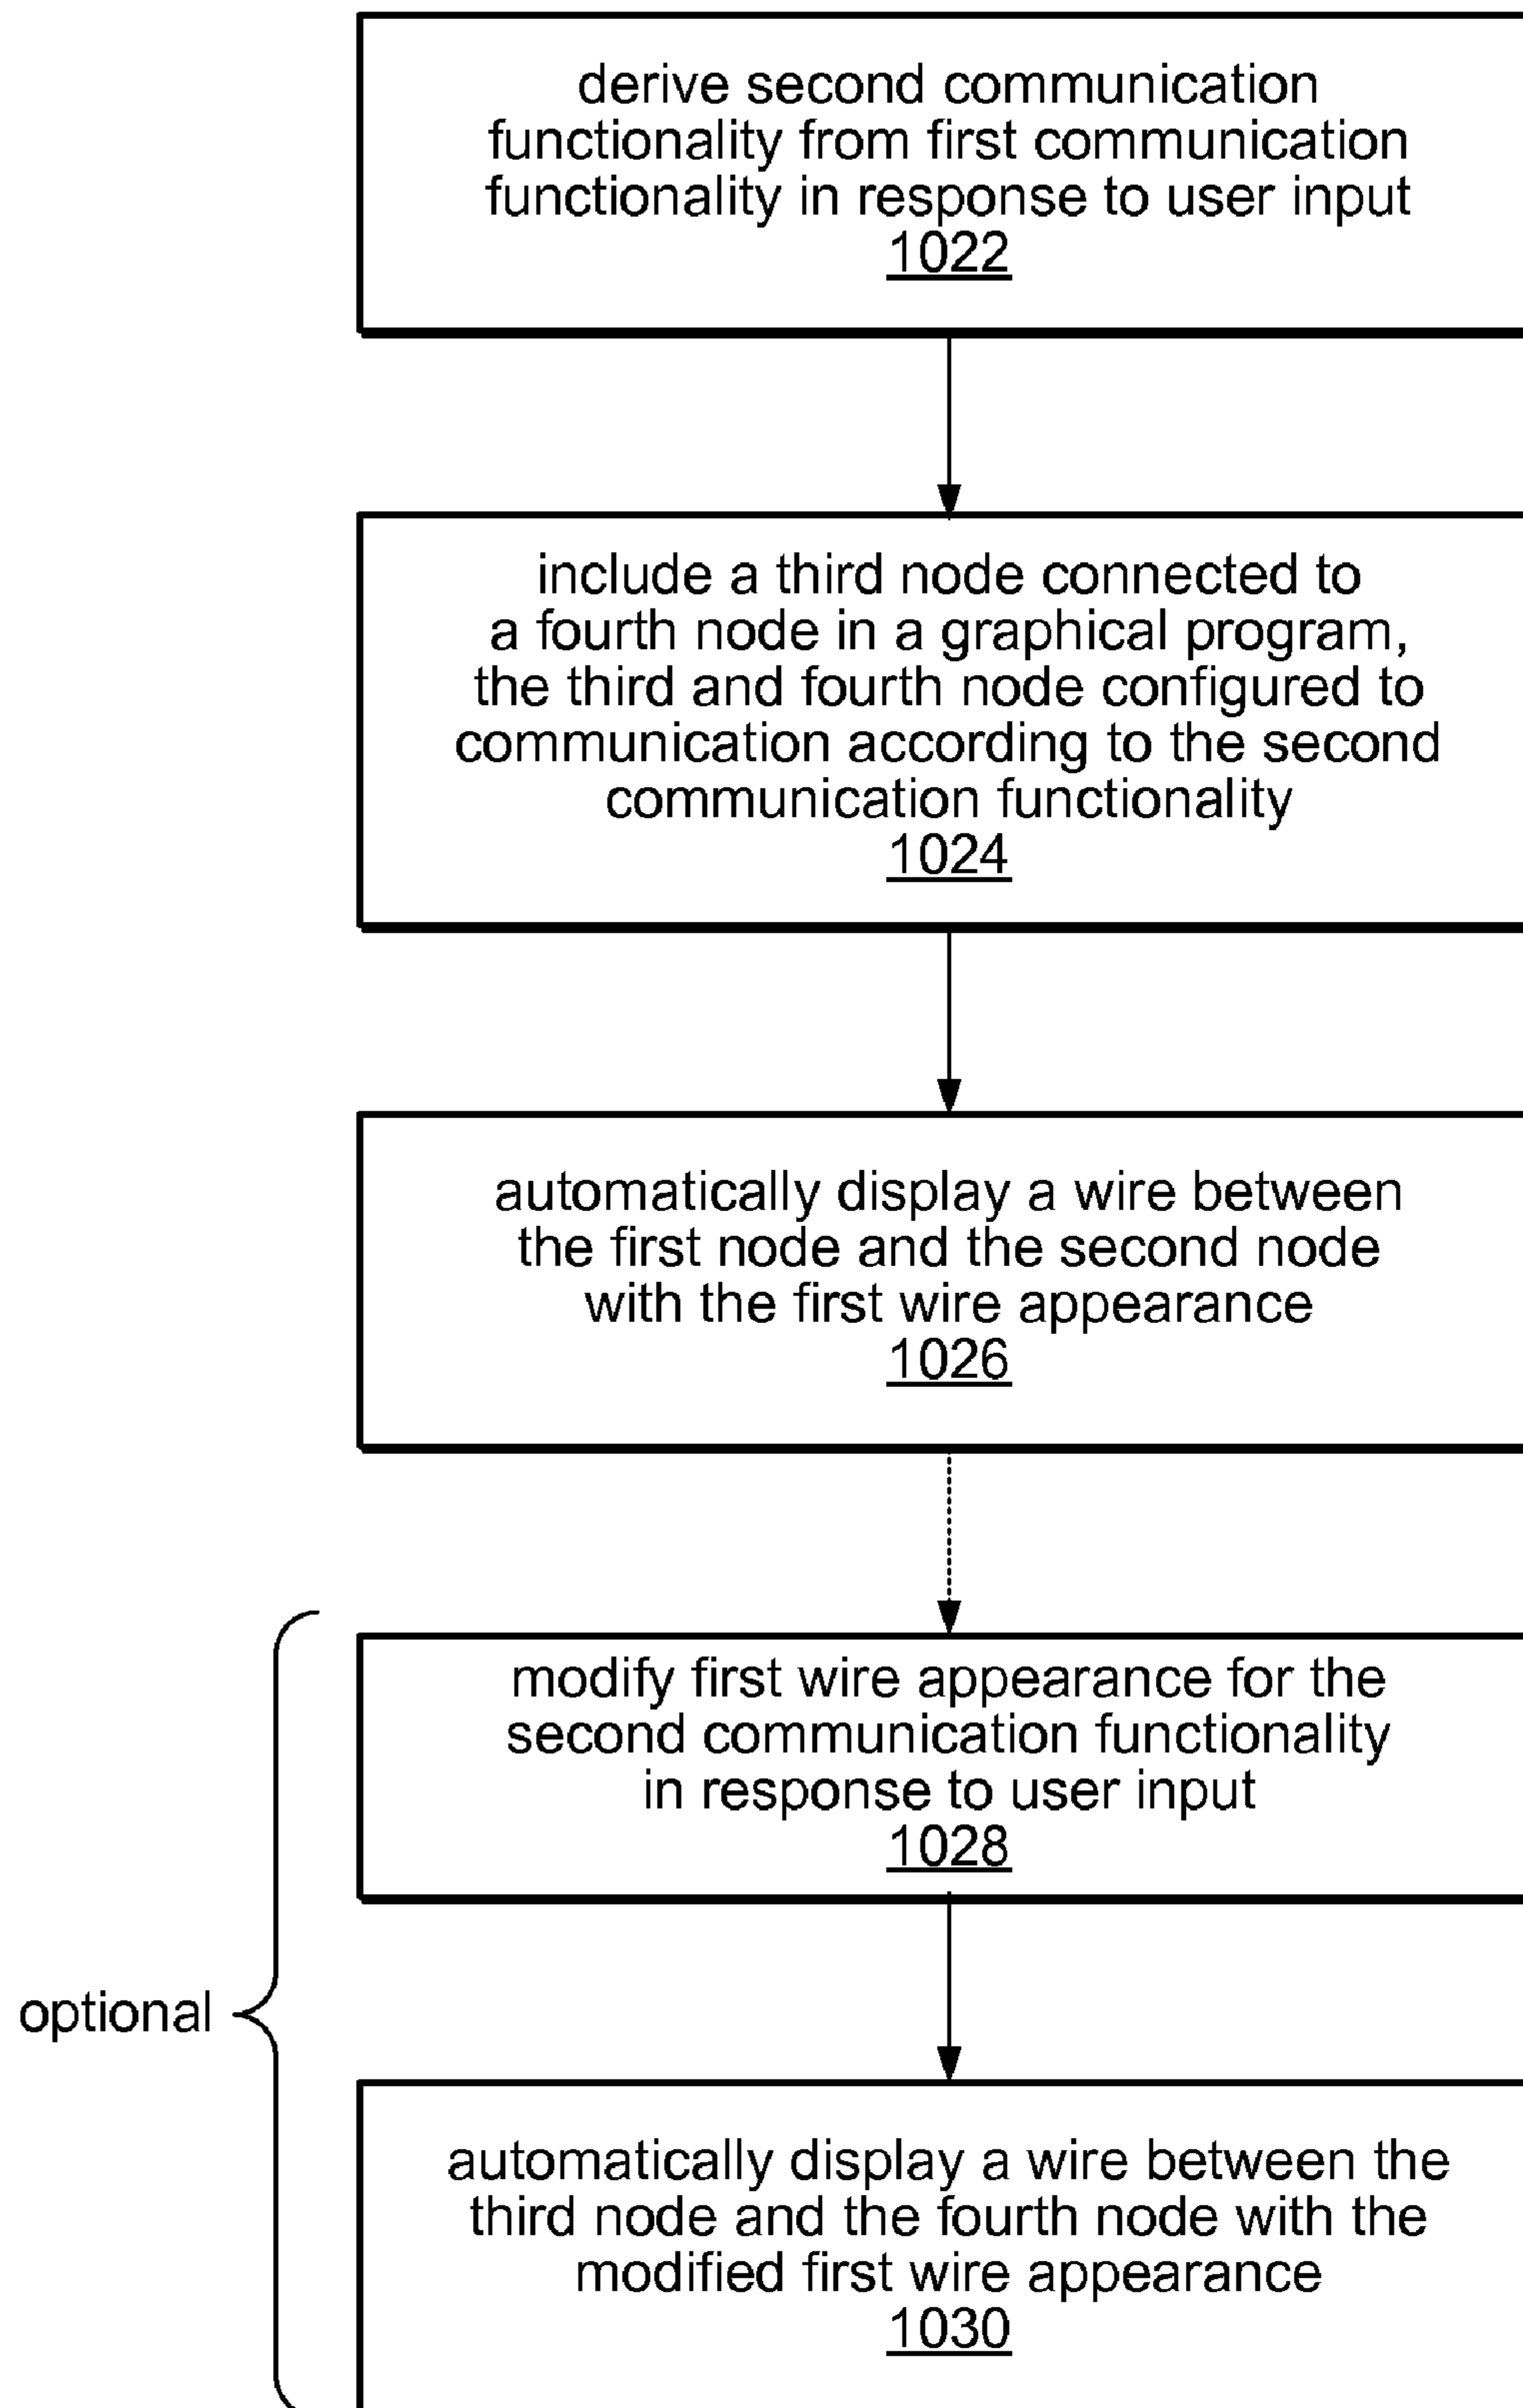 derive second communication
functionality from first communication
functionality in response to user input
1022
include a third node connected to
a fourth node in a graphical program,
the third and fourth node configured to
communication according to the second
communication functionality
1024
automatically display a wire between
the first node and the second node
with the first wire appearance
1026
modify first wire appearance for the
second communication functionality
in response to user input
1028
optional
automatically display a wire between the
third node and the fourth node with the
modified first wire appearance
1030